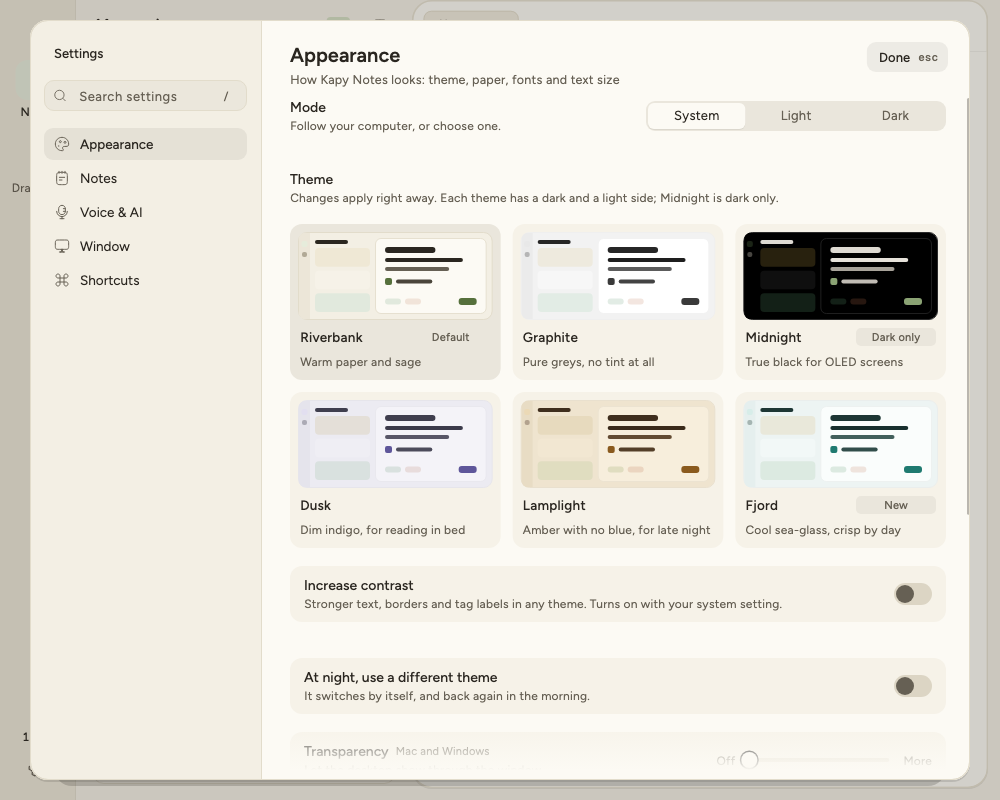 Settings
Search settings /
Appearance
Notes
Voice & AI
Window
Shortcuts
Appearance
How Kapy Notes looks: theme, paper, fonts and text size
Done esc
Mode
Follow your computer, or choose one.
System Light Dark
Theme
Changes apply right away. Each theme has a dark and a light side; Midnight is dark only.
Riverbank Default
Warm paper and sage
Graphite
Pure greys, no tint at all
Midnight Dark only
True black for OLED screens
Dusk
Dim indigo, for reading in bed
Lamplight
Amber with no blue, for late night
Fjord New
Cool sea-glass, crisp by day
Increase contrast
Stronger text, borders and tag labels in any theme. Turns on with your system setting.
At night, use a different theme
It switches by itself, and back again in the morning.
Transparency Mac and Windows
Off More